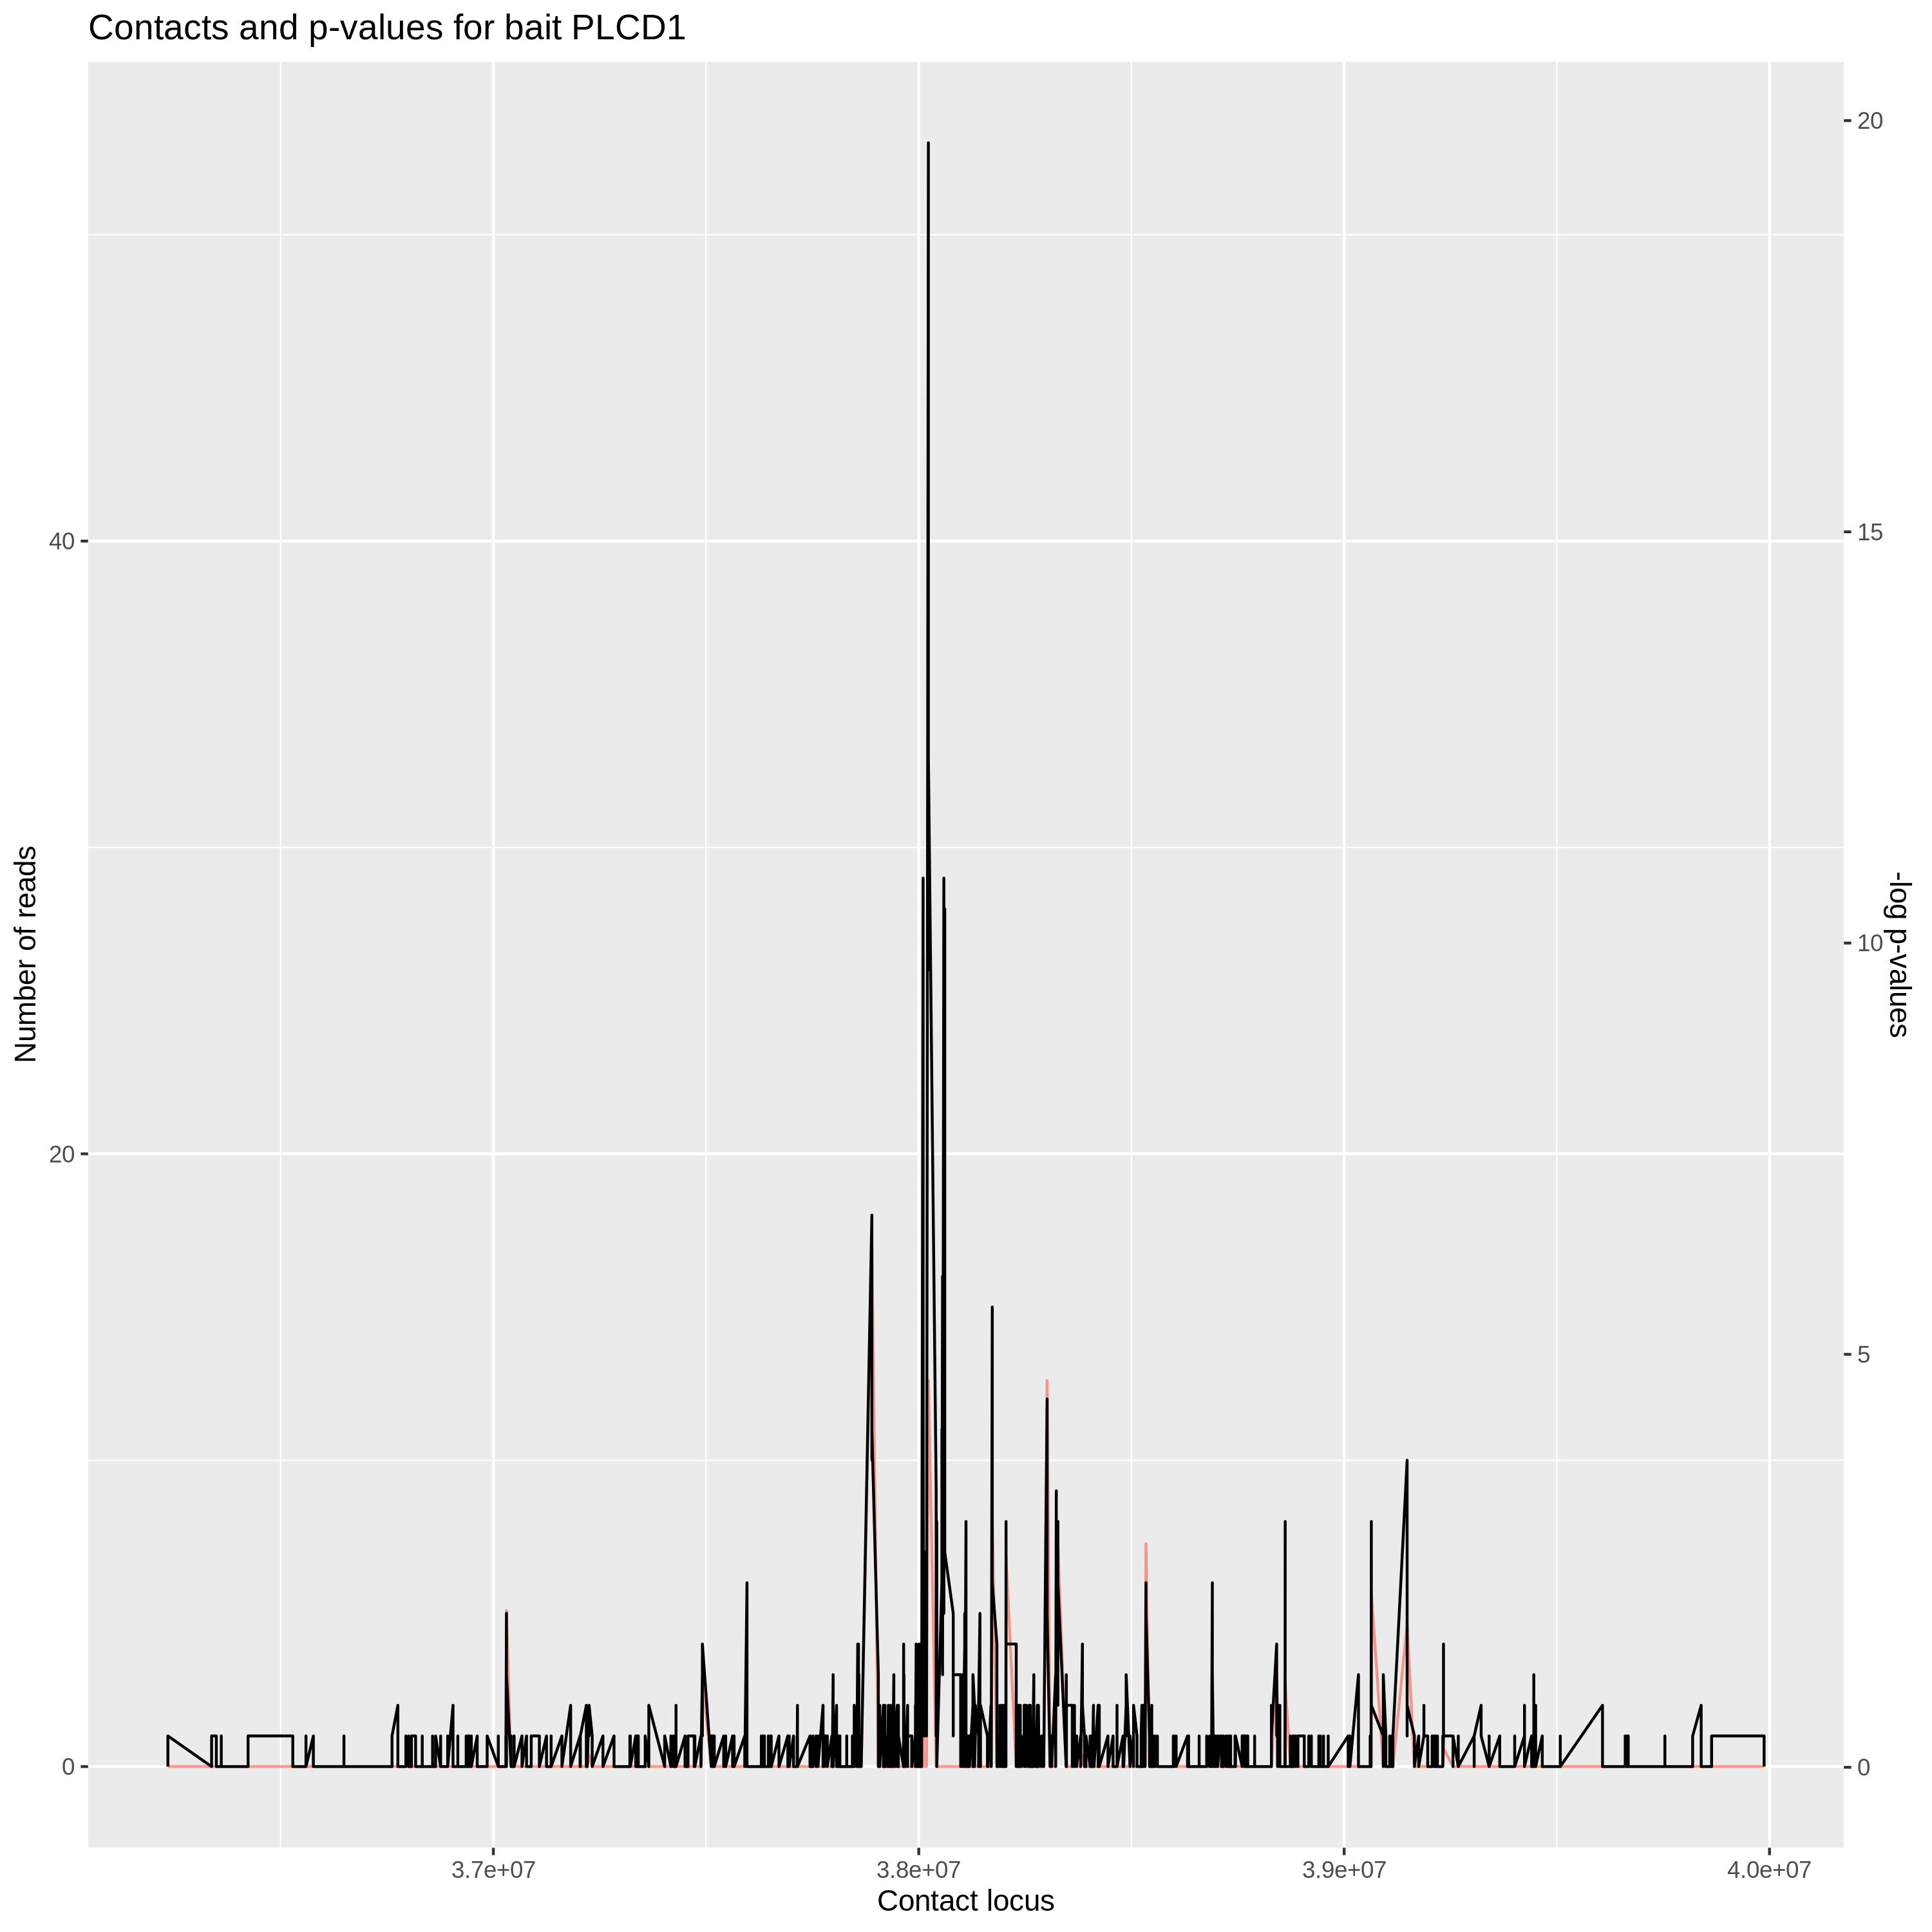 Contacts and p-values for bait PLCD1
Number of reads
40
20
0
20
15
10
5
0
-log p-values
3.7e+07 3.8e+07 3.9e+07 4.0e+07
Contact locus